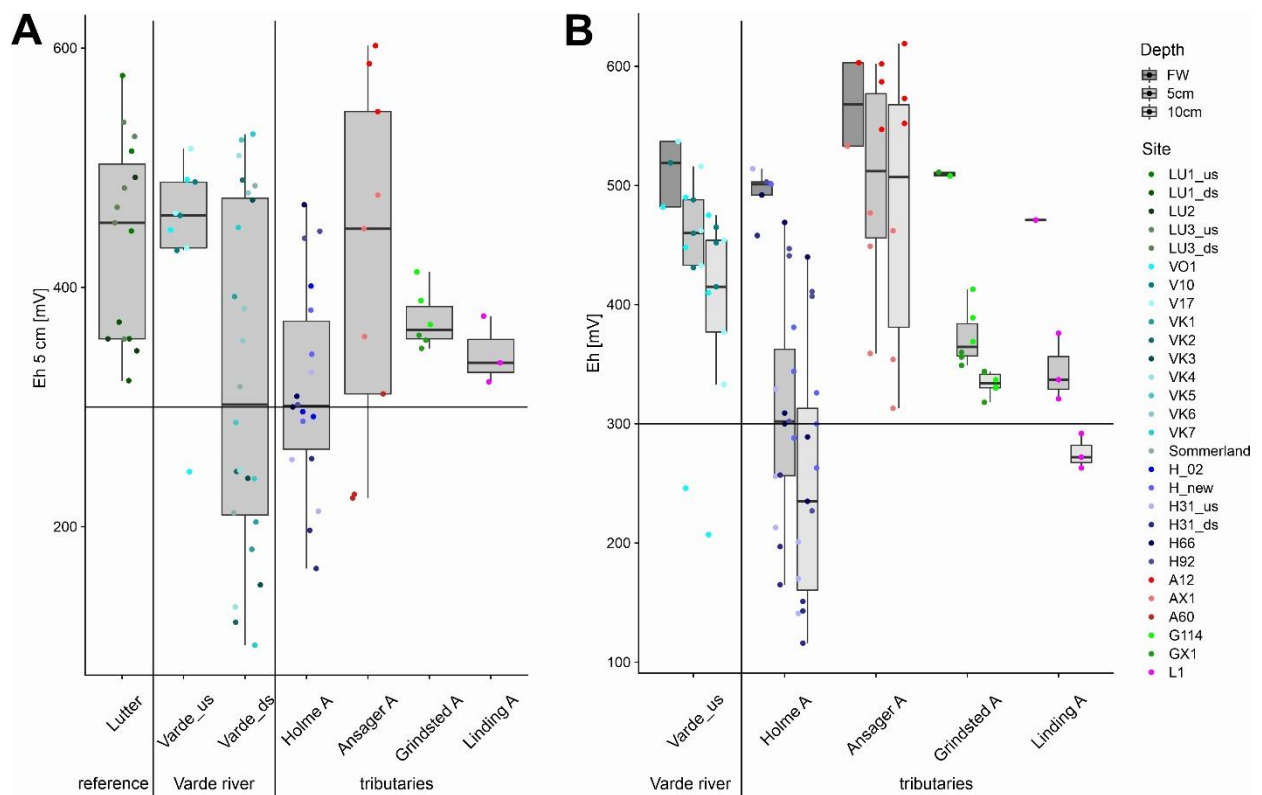 A
Eh 5 cm [mV]
600
400
200
Lutter
Varde_us
Varde_ds
Holme A
Ansager A
Grindsted A
Linding A
reference
Varde river
tributaries
B
Eh [mV]
600
500
400
300
200
100
Varde_us
Holme A
Ansager A
Grindsted A
Linding A
Varde river
tributaries
Depth
FW
5cm
10cm
Site
LU1_us
LU1_ds
LU2
LU3_us
LU3_ds
VO1
V10
V17
VK1
VK2
VK3
VK4
VK5
VK6
VK7
Sommerland
H_02
H_new
H31_us
H31_ds
H66
H92
A12
AX1
A60
G114
GX1
L1